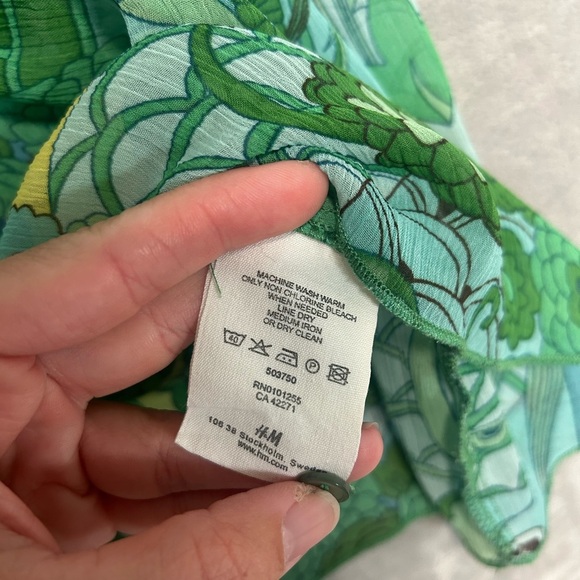 MACHINE WASH WARM
ONLY NON CHLORINE BLEACH
WHEN NEEDED
LINE DRY
MEDIUM IRON
OR DRY CLEAN
40 P
503750
RN0101255
CA 42271
H&M
106 38 Stockholm, Sweden
www.hm.com